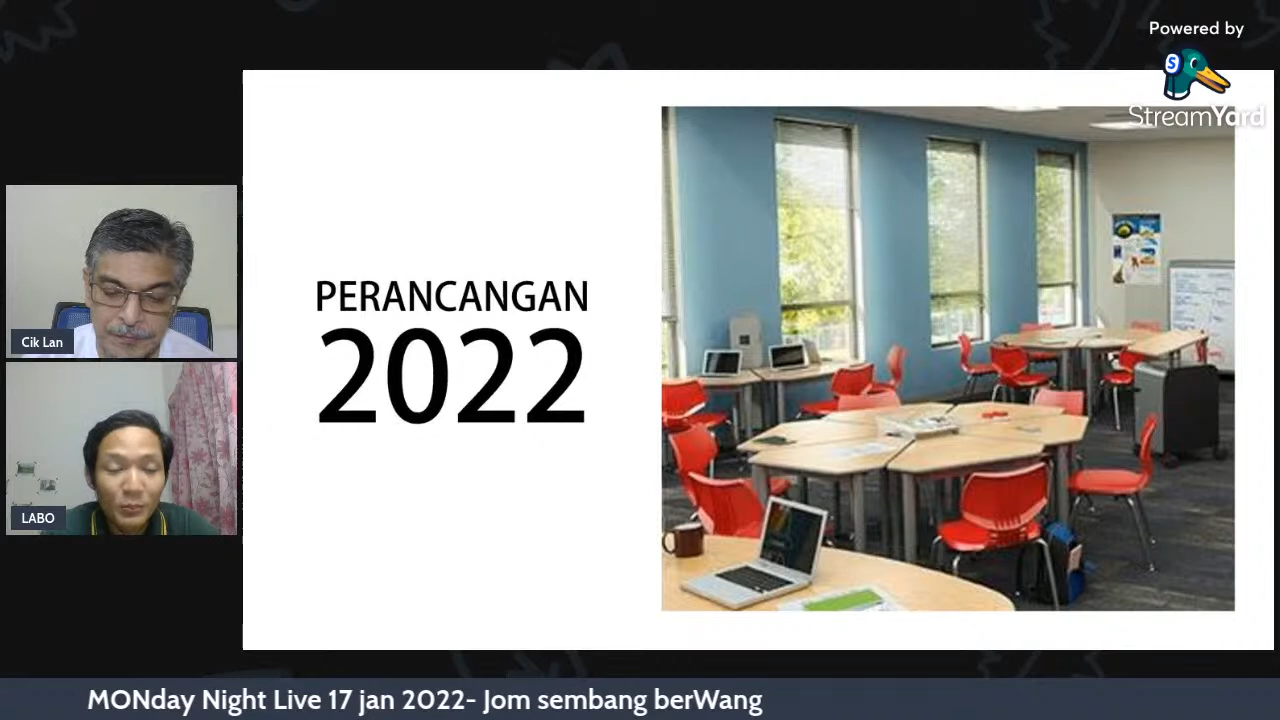 Powered by
S
StreamYard
PERANCANGAN
2022
Cik Lan
LABO
MONday Night Live 17 jan 2022- Jom sembang berWang